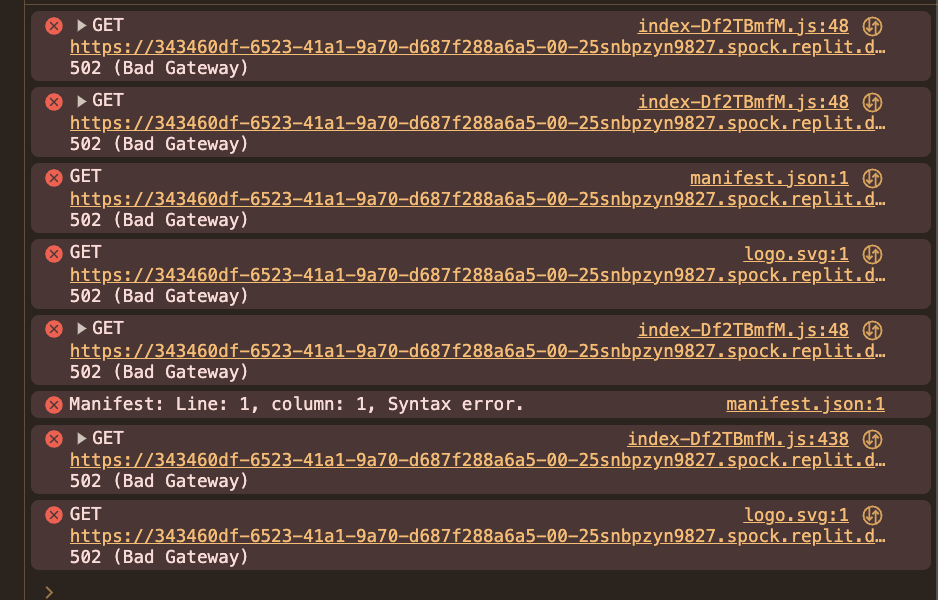 GET index-Df2TBmfM.js:48
https://343460df-6523-41a1-9a70-d687f288a6a5-00-25snbpzyn9827.spock.replit.d…
502 (Bad Gateway)
GET index-Df2TBmfM.js:48
https://343460df-6523-41a1-9a70-d687f288a6a5-00-25snbpzyn9827.spock.replit.d…
502 (Bad Gateway)
GET manifest.json:1
https://343460df-6523-41a1-9a70-d687f288a6a5-00-25snbpzyn9827.spock.replit.d…
502 (Bad Gateway)
GET logo.svg:1
https://343460df-6523-41a1-9a70-d687f288a6a5-00-25snbpzyn9827.spock.replit.d…
502 (Bad Gateway)
GET index-Df2TBmfM.js:48
https://343460df-6523-41a1-9a70-d687f288a6a5-00-25snbpzyn9827.spock.replit.d…
502 (Bad Gateway)
Manifest: Line: 1, column: 1, Syntax error. manifest.json:1
GET index-Df2TBmfM.js:438
https://343460df-6523-41a1-9a70-d687f288a6a5-00-25snbpzyn9827.spock.replit.d…
502 (Bad Gateway)
GET logo.svg:1
https://343460df-6523-41a1-9a70-d687f288a6a5-00-25snbpzyn9827.spock.replit.d…
502 (Bad Gateway)